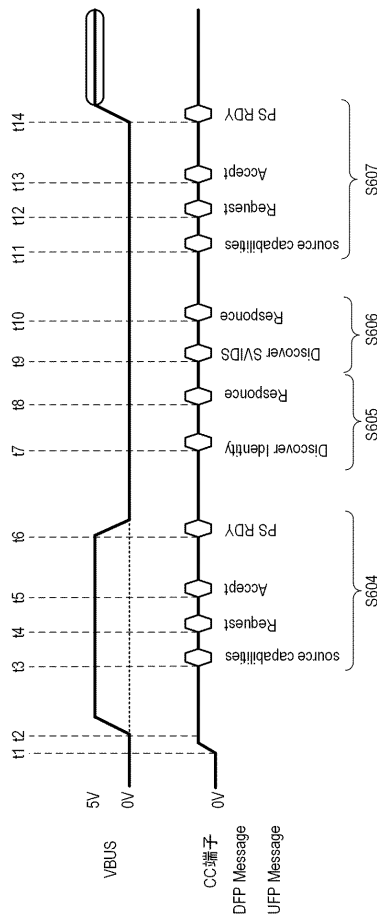 t1 t2 t3 t4 t5 t6 t7 t8 t9 t10 t11 t12 t13 t14
VBUS
5V
0V
CC端子
0V
DFP Message
UFP Message
source capabilities
Request
Accept
PS RDY
Discover Identity
Responce
Discover SVIDS
Responce
source capabilities
Request
Accept
PS RDY
S604
S605
S606
S607